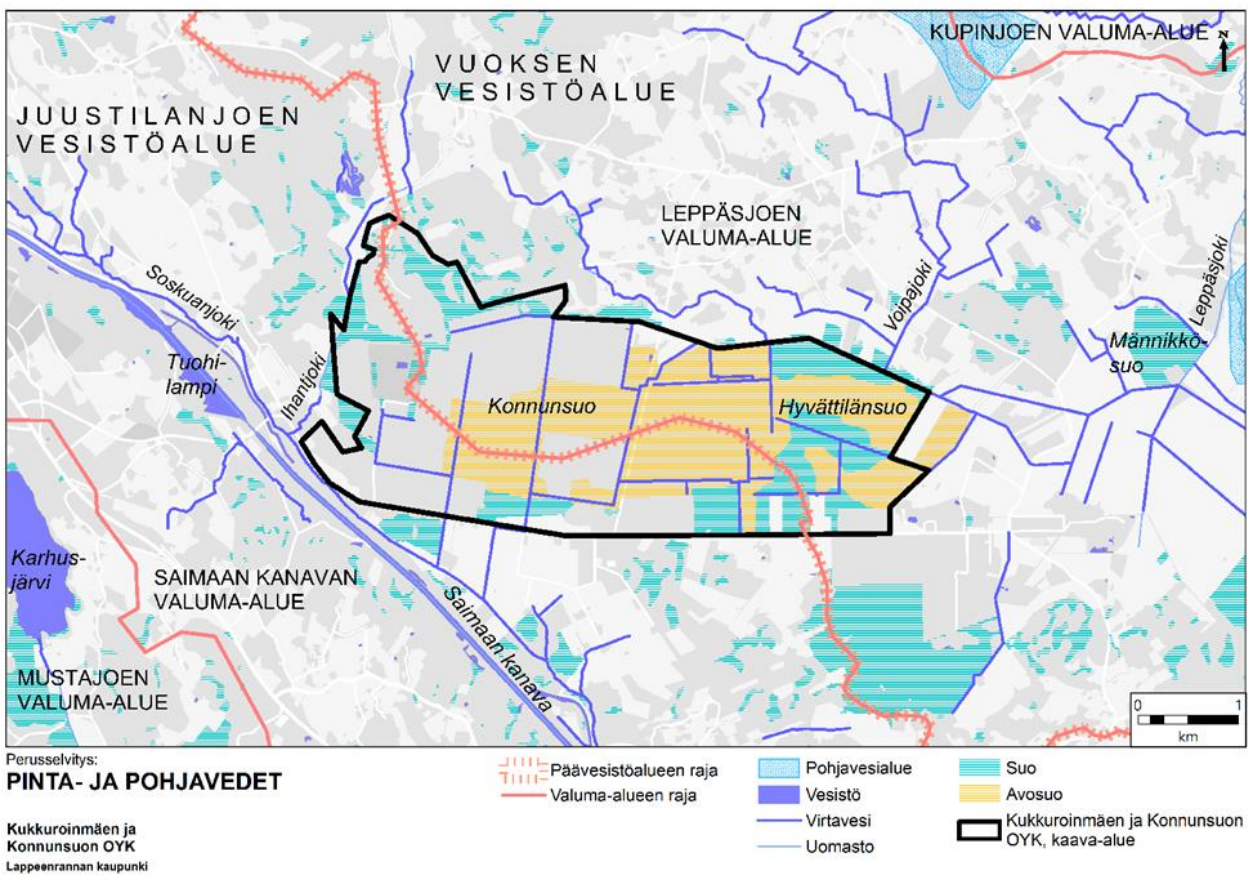 KUPINJOEN VALUMA-ALUE
N
VUOKSEN
VESISTÖALUE
JUUSTILANJOEN
VESISTÖALUE
LEPPÄSJOEN
VALUMA-ALUE
Soskuanjoki
Voipajoki
Leppäsjoki
Männikkö-
suo
Tuohi-
lampi
Ihantjoki
Konnunsuo
Hyvättilänsuo
Karhus-
järvi
SAIMAAN KANAVAN
VALUMA-ALUE
Saimaan kanava
MUSTAJOEN
VALUMA-ALUE
0 1
km
Perusselvitys:
PINTA- JA POHJAVEDET
Kukkuroinmäen ja
Konnunsuon OYK
Lappeenrannan kaupunki
Päävesistöalueen raja
Valuma-alueen raja
Pohjavesialue
Vesistö
Virtavesi
Uomasto
Suo
Avosuo
Kukkuroinmäen ja Konnunsuon
OYK, kaava-alue